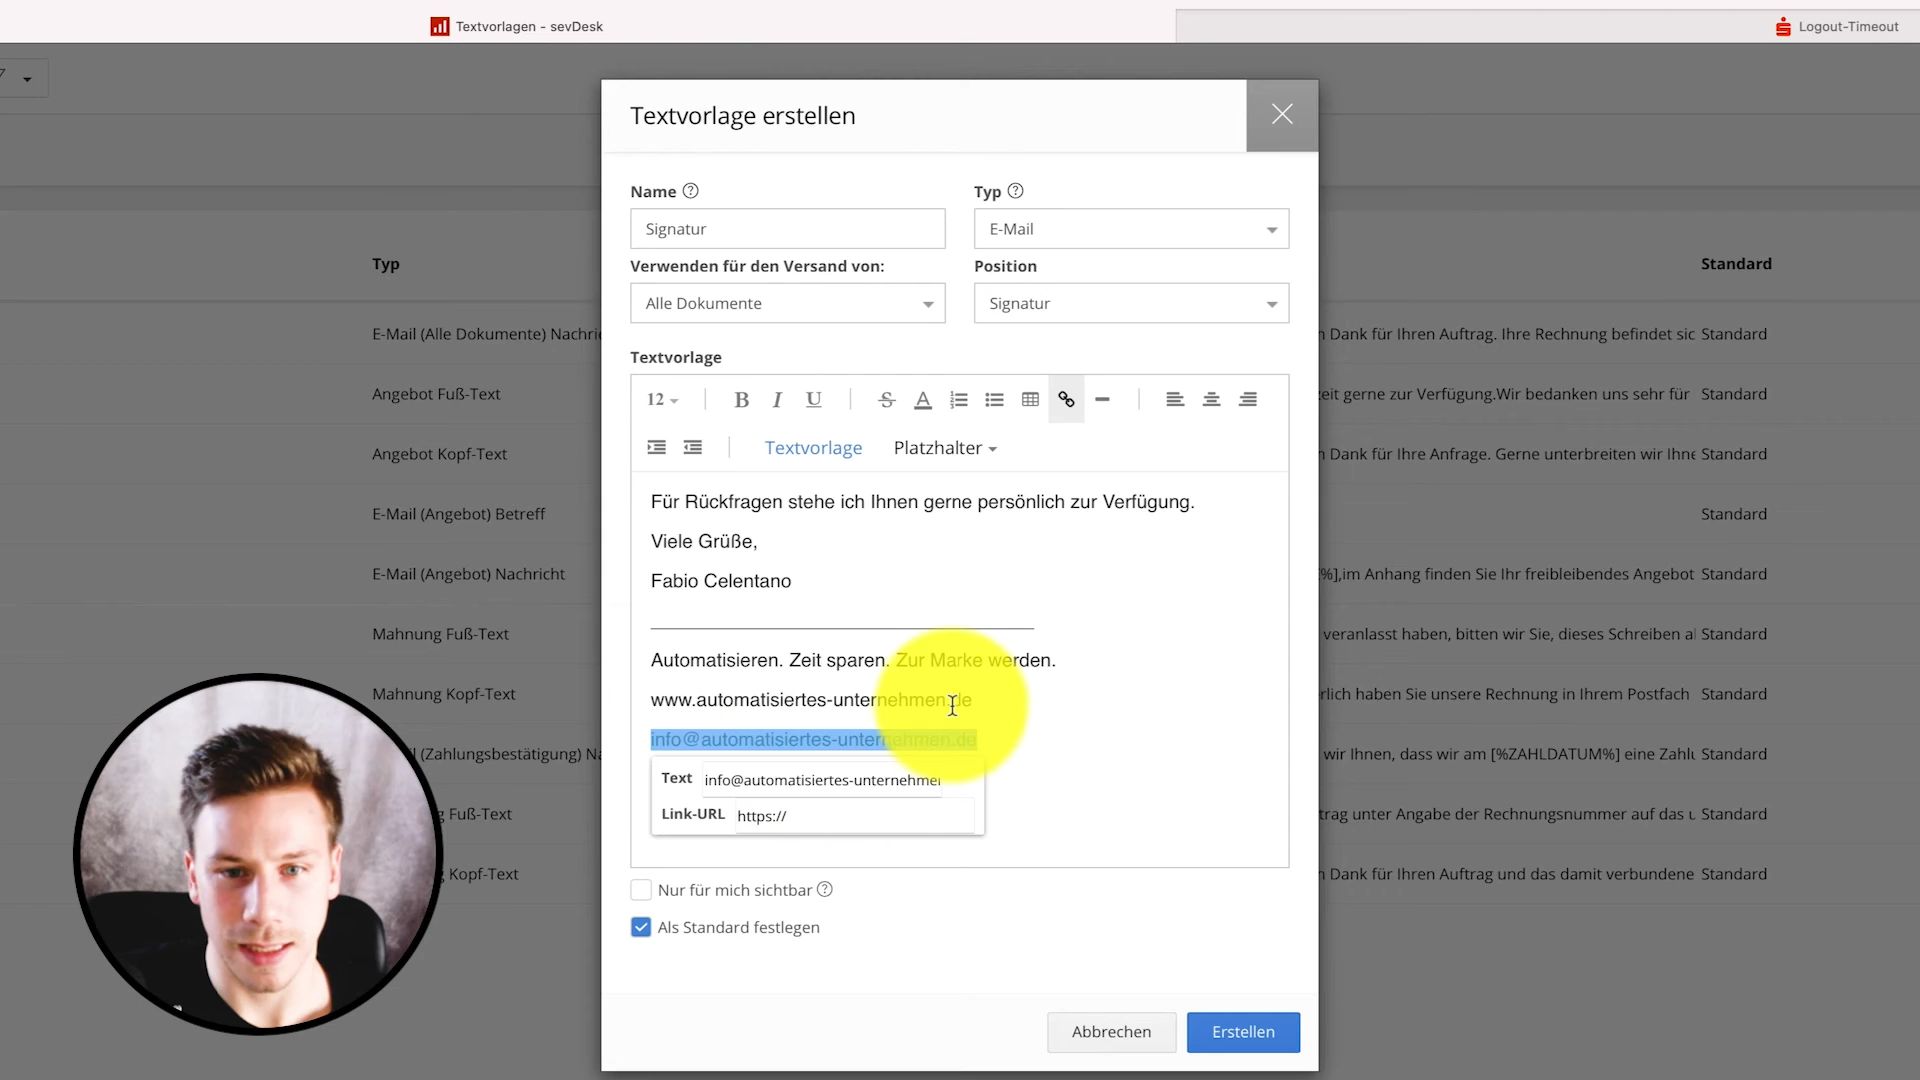 Textvorlagen - sevDesk
Logout-Timeout
Textvorlage erstellen
Name
Typ
Signatur
E-Mail
Verwenden für den Versand von:
Position
Alle Dokumente
Signatur
Textvorlage
12
B I U S A
Textvorlage
Platzhalter
Für Rückfragen stehe ich Ihnen gerne persönlich zur Verfügung.
Viele Grüße,
Fabio Celentano
Automatisieren. Zeit sparen. Zur Marke werden.
www.automatisiertes-unternehmen.de
info@automatisiertes-unternehmen.de
Text info@automatisiertes-unternehme
Link-URL https://
Nur für mich sichtbar
Als Standard festlegen
Abbrechen
Erstellen
Typ
Standard
E-Mail (Alle Dokumente) Nachri
Dank für Ihren Auftrag. Ihre Rechnung befindet sic Standard
Angebot Fuß-Text
eit gerne zur Verfügung.Wir bedanken uns sehr für Standard
Angebot Kopf-Text
Dank für Ihre Anfrage. Gerne unterbreiten wir Ihne Standard
E-Mail (Angebot) Betreff
Standard
E-Mail (Angebot) Nachricht
%],im Anhang finden Sie Ihr freibleibendes Angebot Standard
Mahnung Fuß-Text
veranlasst haben, bitten wir Sie, dieses Schreiben al Standard
Mahnung Kopf-Text
rlich haben Sie unsere Rechnung in Ihrem Postfach Standard
(Zahlungsbestätigung) Na
wir Ihnen, dass wir am [%ZAHLDATUM%] eine Zahlu Standard
g Fuß-Text
trag unter Angabe der Rechnungsnummer auf das u Standard
Kopf-Text
Dank für Ihren Auftrag und das damit verbundene Standard